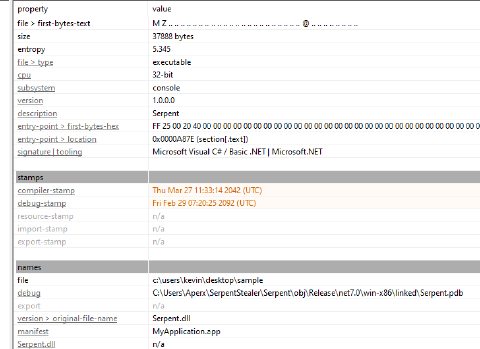 property value
file > first-bytes-text M Z .. .. .. .. .. .. .. .. .. .. .. .. .. .. .. .. .. .. .. .. .. .. @ .. .. .. .. .. .. .. ..
size 37888 bytes
entropy 5.345
file > type executable
cpu 32-bit
subsystem console
version 1.0.0.0
description Serpent
entry-point > first-bytes-hex FF 25 00 20 40 00 00 00 00 00 00 00 00 00 00 00 00 00 00 00 00 00 00 00 00 00 00 00 00 00 00 0
entry-point > location 0x0000A87E (section[.text])
signature | tooling Microsoft Visual C# / Basic .NET | Microsoft.NET
stamps
compiler-stamp Thu Mar 27 11:33:14 2042 (UTC)
debug-stamp Fri Feb 29 07:20:25 2092 (UTC)
resource-stamp n/a
import-stamp n/a
export-stamp n/a
names
file c:\users\kevin\desktop\sample
debug C:\Users\Aperx\SerpentStealer\Serpent\obj\Release\net7.0\win-x86\linked\Serpent.pdb
export n/a
version > original-file-name Serpent.dll
manifest MyApplication.app
Serpent.dll n/a